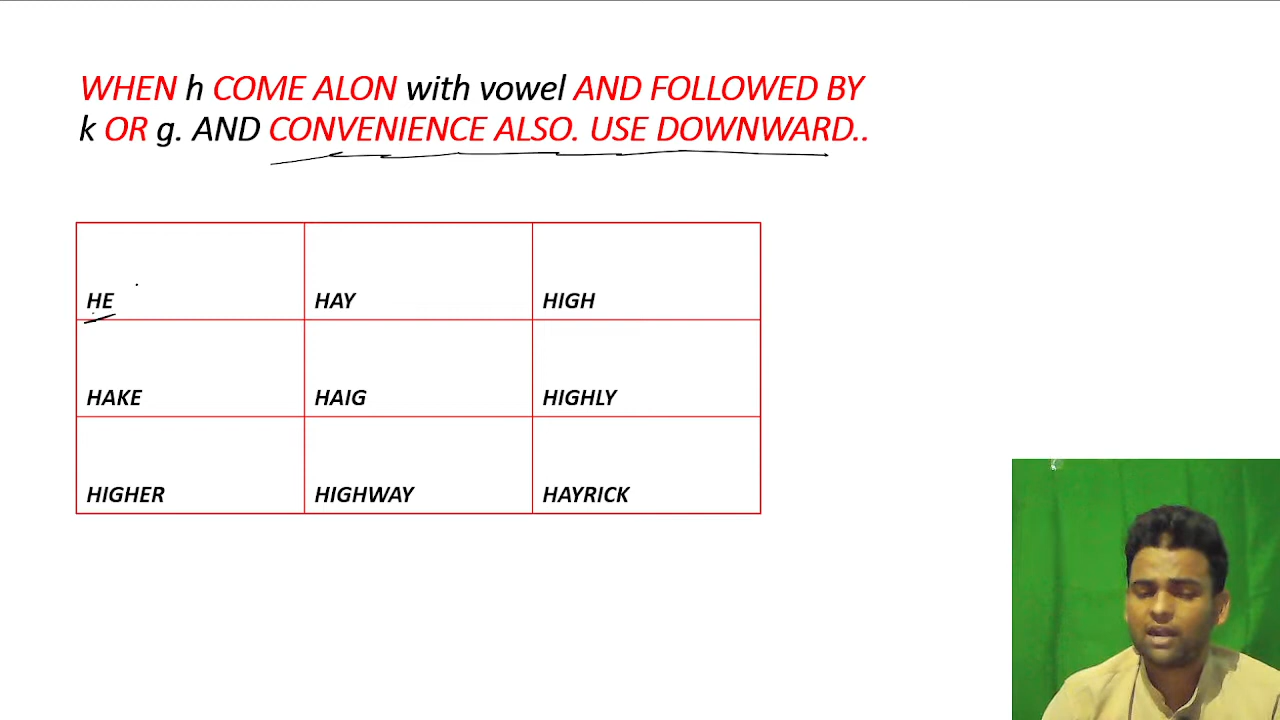 WHEN h COME ALON with vowel AND FOLLOWED BY
k OR g. AND CONVENIENCE ALSO. USE DOWNWARD..
HE HAY HIGH
HAKE HAIG HIGHLY
HIGHER HIGHWAY HAYRICK